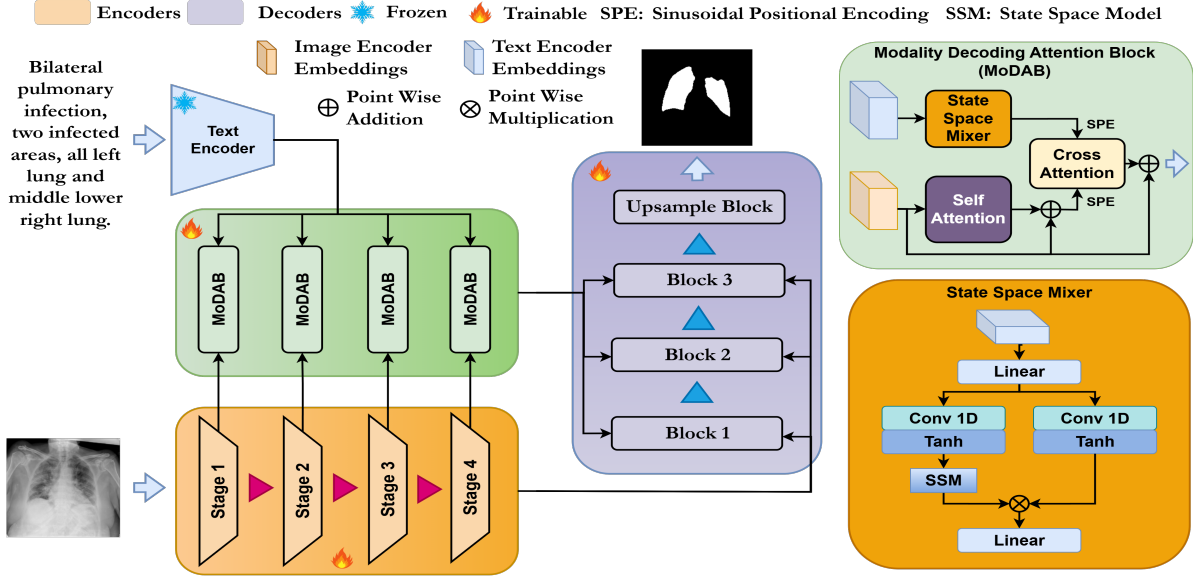 Encoders
Decoders
Frozen
Trainable
SPE: Sinusoidal Positional Encoding
SSM: State Space Model
Image Encoder
Embeddings
Text Encoder
Embeddings
Point Wise
Addition
Point Wise
Multiplication
Bilateral
pulmonary
infection,
two infected
areas, all left
lung and
middle lower
right lung.
Text
Encoder
MoDAB
MoDAB
MoDAB
MoDAB
Stage 1
Stage 2
Stage 3
Stage 4
Upsample Block
Block 3
Block 2
Block 1
Modality Decoding Attention Block
(MoDAB)
State
Space
Mixer
SPE
Cross
Attention
Self
Attention
SPE
State Space Mixer
Linear
Conv 1D
Tanh
Conv 1D
Tanh
SSM
Linear